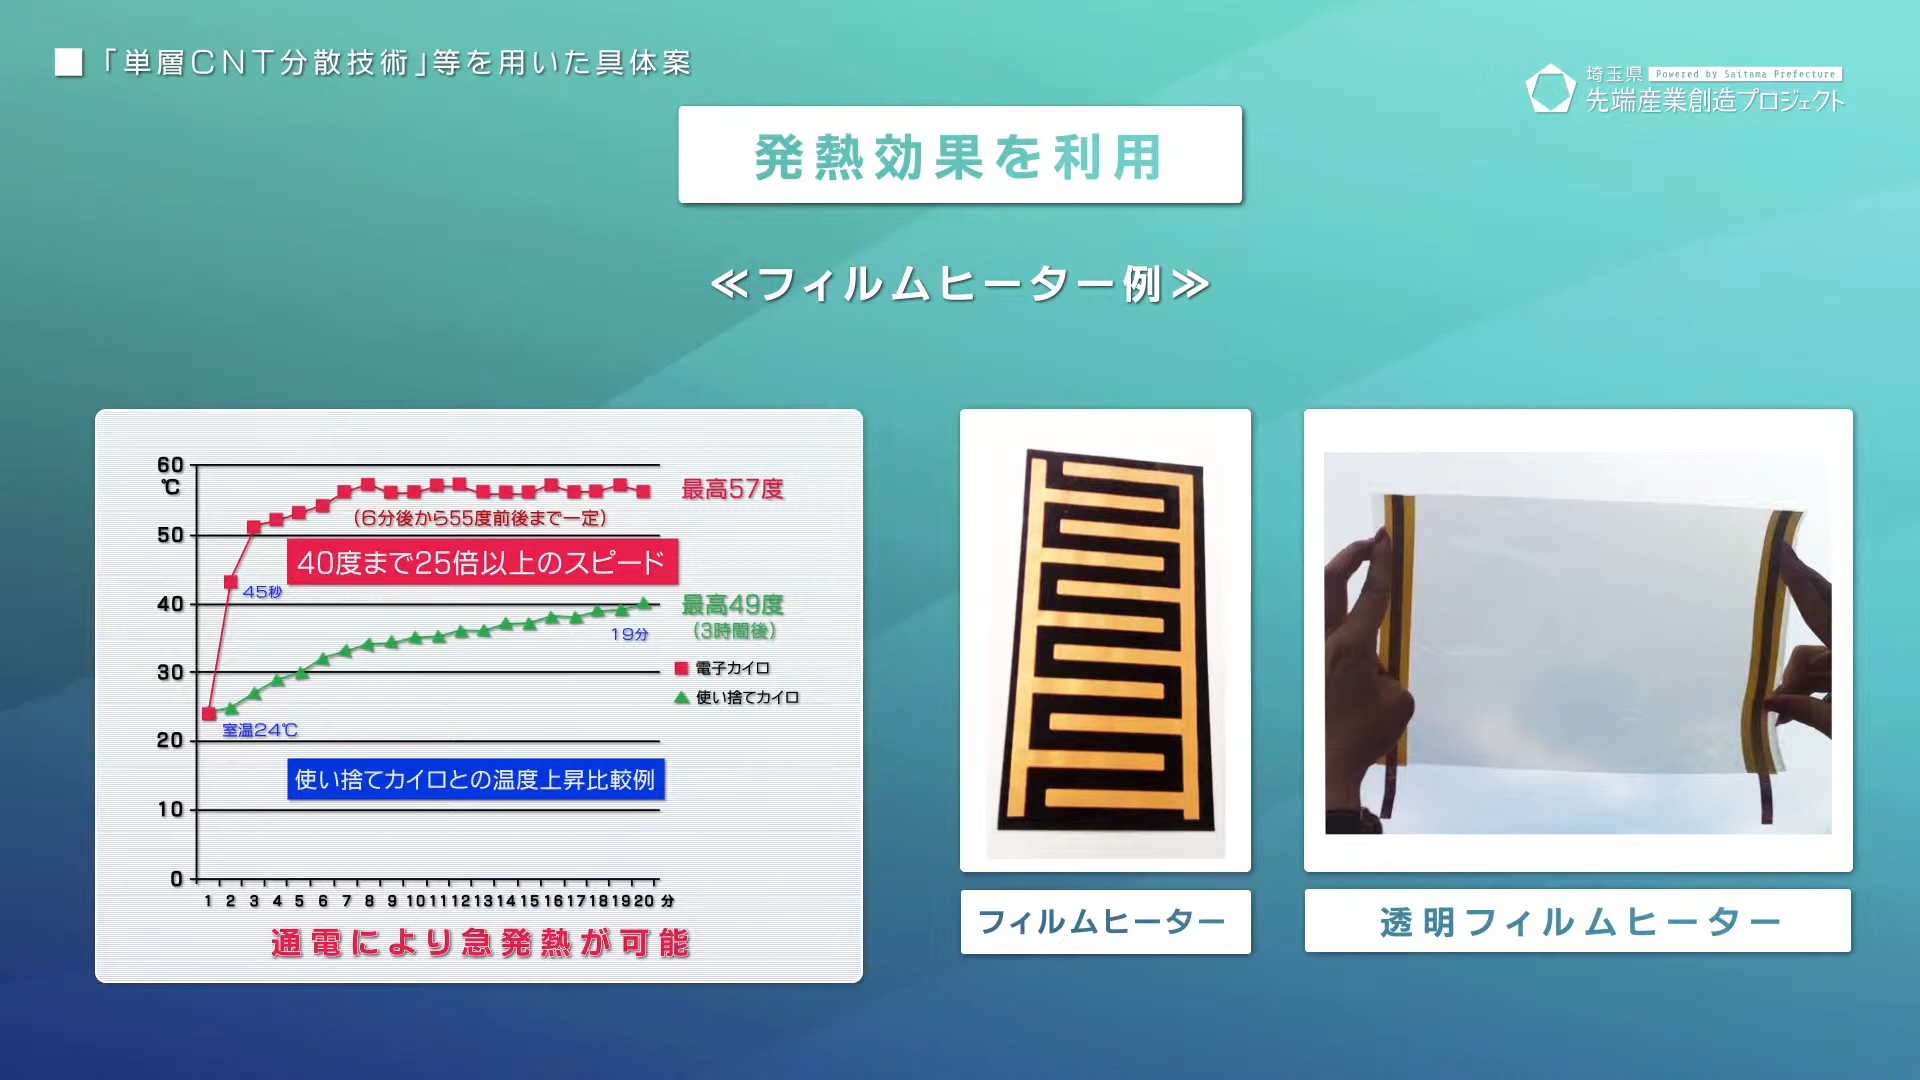 ■「単層CNT分散技術」等を用いた具体案
埼玉県 Powered by Saitama Prefecture
先端産業創造プロジェクト
発熱効果を利用
≪フィルムヒーター例≫
60
℃
50
40
30
20
10
0
最高57度
(6分後から55度前後まで一定)
40度まで25倍以上のスピード
45秒
最高49度
(3時間後)
19分
電子カイロ
使い捨てカイロ
室温24℃
使い捨てカイロとの温度上昇比較例
1 2 3 4 5 6 7 8 9 10 11 12 13 14 15 16 17 18 19 20 分
通電により急発熱が可能
フィルムヒーター
透明フィルムヒーター